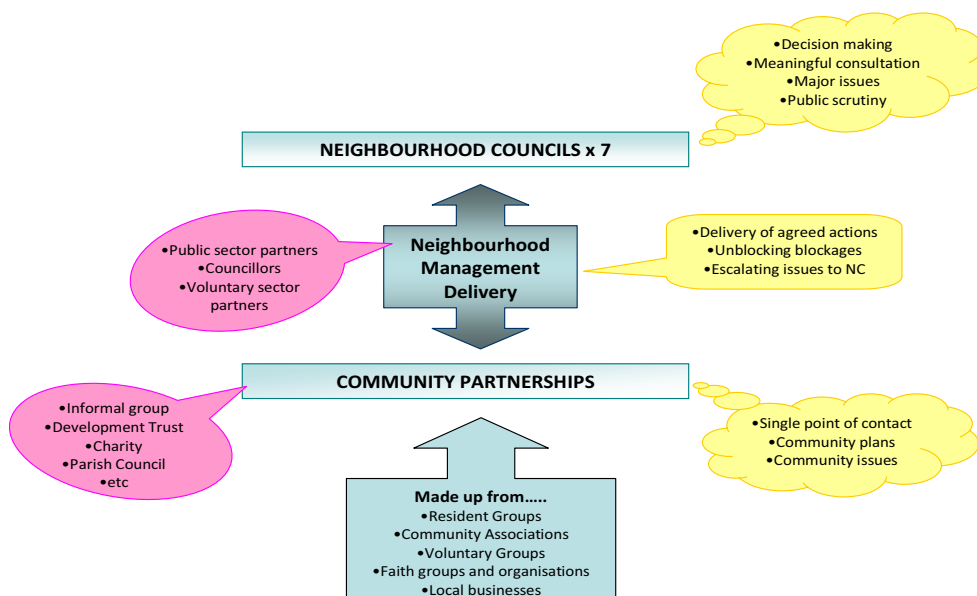 •Decision making
•Meaningful consultation
•Major issues
•Public scrutiny
NEIGHBOURHOOD COUNCILS x 7
•Public sector partners
•Councillors
•Voluntary sector
partners
Neighbourhood
Management
Delivery
•Delivery of agreed actions
•Unblocking blockages
•Escalating issues to NC
COMMUNITY PARTNERSHIPS
•Informal group
•Development Trust
•Charity
•Parish Council
•etc
•Single point of contact
•Community plans
•Community issues
Made up from.....
•Resident Groups
•Community Associations
•Voluntary Groups
•Faith groups and organisations
•Local businesses